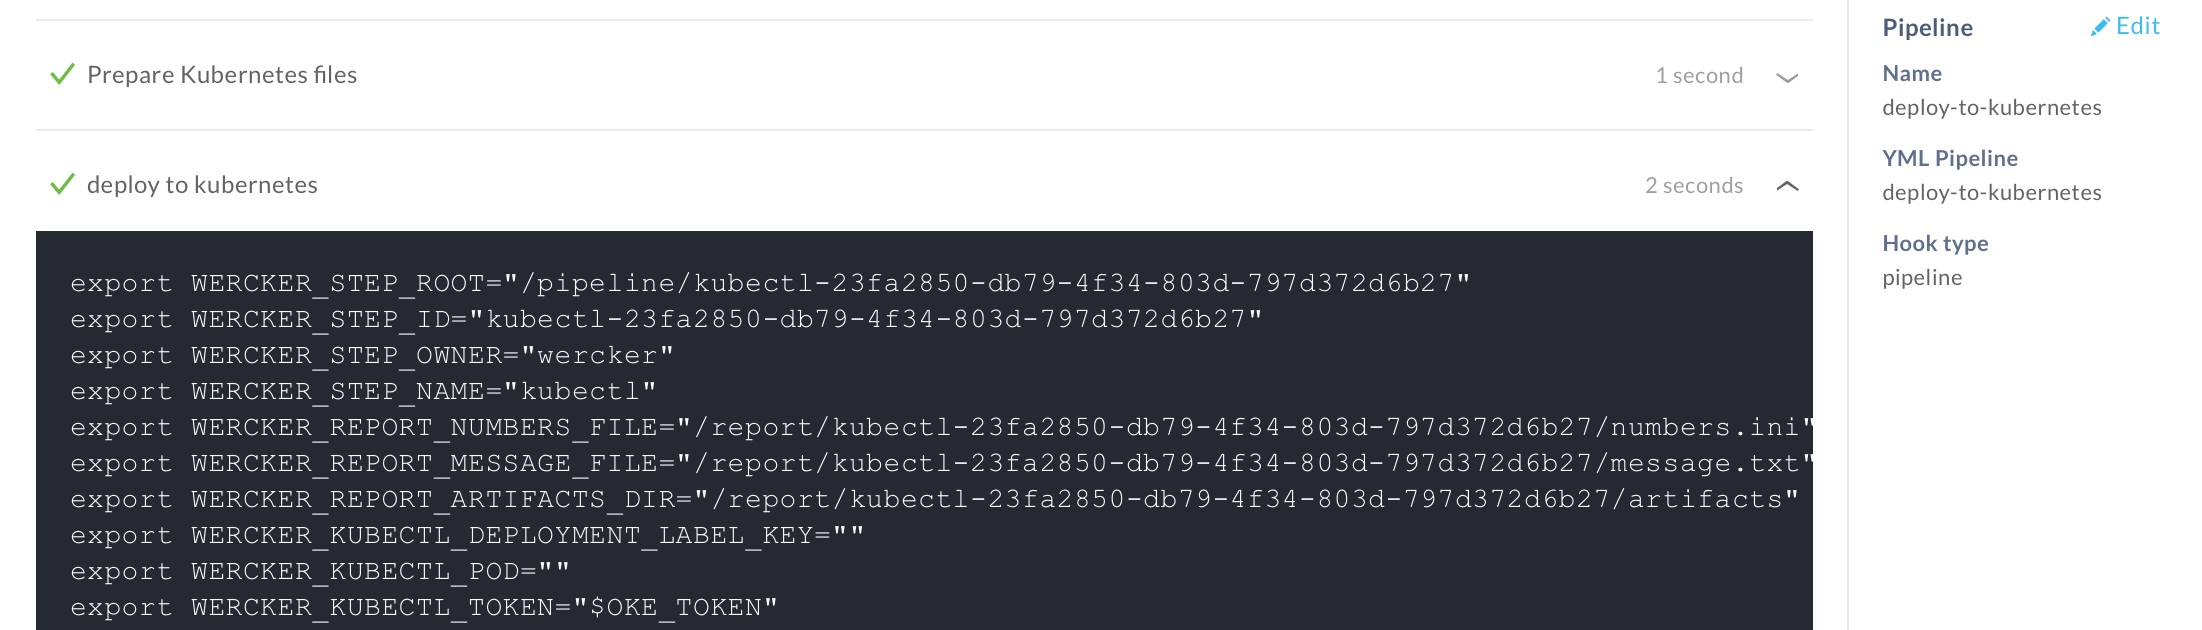 Prepare Kubernetes files
1 second
deploy to kubernetes
2 seconds
export WERCKER_STEP_ROOT="/pipeline/kubectl-23fa2850-db79-4f34-803d-797d372d6b27"
export WERCKER_STEP_ID="kubectl-23fa2850-db79-4f34-803d-797d372d6b27"
export WERCKER_STEP_OWNER="wercker"
export WERCKER_STEP_NAME="kubectl"
export WERCKER_REPORT_NUMBERS_FILE="/report/kubectl-23fa2850-db79-4f34-803d-797d372d6b27/numbers.ini"
export WERCKER_REPORT_MESSAGE_FILE="/report/kubectl-23fa2850-db79-4f34-803d-797d372d6b27/message.txt"
export WERCKER_REPORT_ARTIFACTS_DIR="/report/kubectl-23fa2850-db79-4f34-803d-797d372d6b27/artifacts"
export WERCKER_KUBECTL_DEPLOYMENT_LABEL_KEY=""
export WERCKER_KUBECTL_POD=""
export WERCKER_KUBECTL_TOKEN="$OKE_TOKEN"
Pipeline
Edit
Name
deploy-to-kubernetes
YML Pipeline
deploy-to-kubernetes
Hook type
pipeline